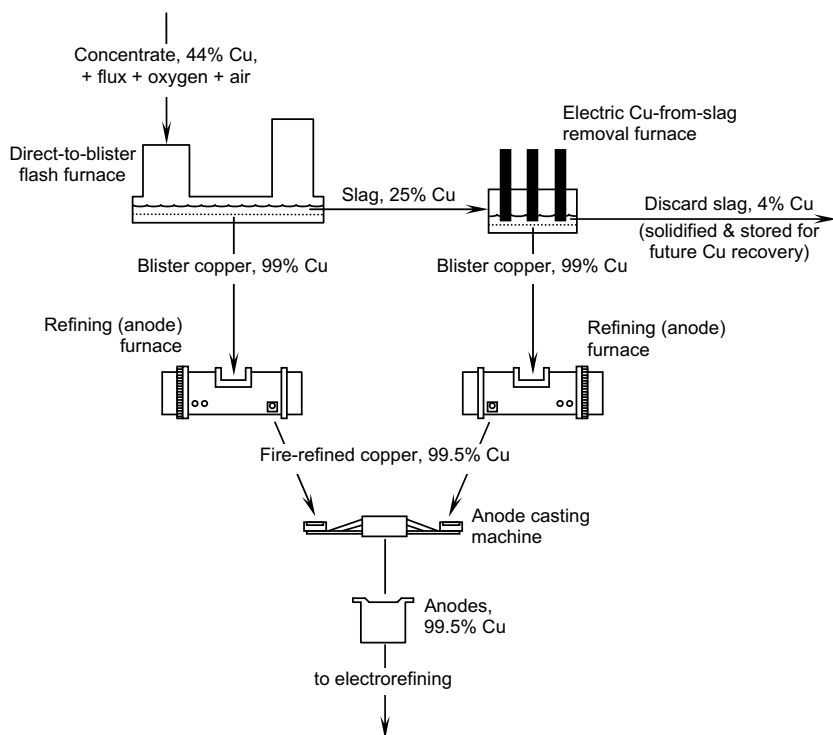 Concentrate, 44% Cu,
+ flux + oxygen + air
Direct-to-blister
flash furnace
Electric Cu-from-slag
removal furnace
Slag, 25% Cu
Discard slag, 4% Cu
(solidified & stored for
future Cu recovery)
Blister copper, 99% Cu
Blister copper, 99% Cu
Refining (anode)
furnace
Refining (anode)
furnace
Fire-refined copper, 99.5% Cu
Anode casting
machine
Anodes,
99.5% Cu
to electrorefining